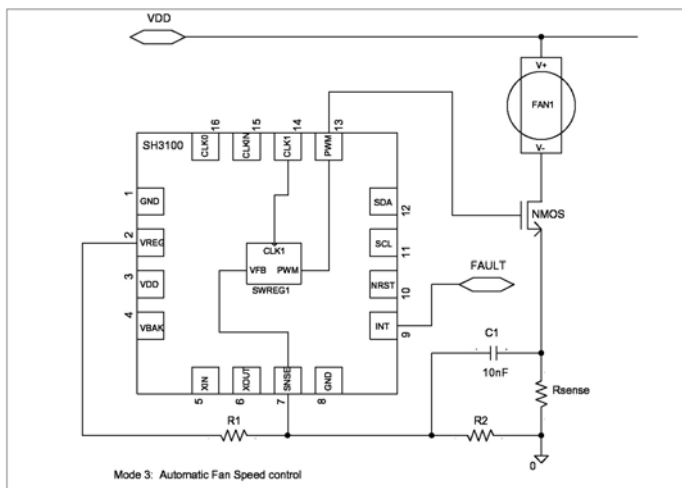 VDD
V+
FAN1
V-
SH3100
16
15
14
13
CLK0
CLKIN
CLK1
PWM
1
GND
2
VREG
3
VDD
4
VBAK
SDA
12
SCL
11
NRST
10
INT
9
CLK1
VFB PWM
SWREG1
NMOS
FAULT
XIN
XOUT
SNSE
GND
5
6
7
8
C1
10nF
Rsense
R1
R2
0
Mode 3: Automatic Fan Speed control